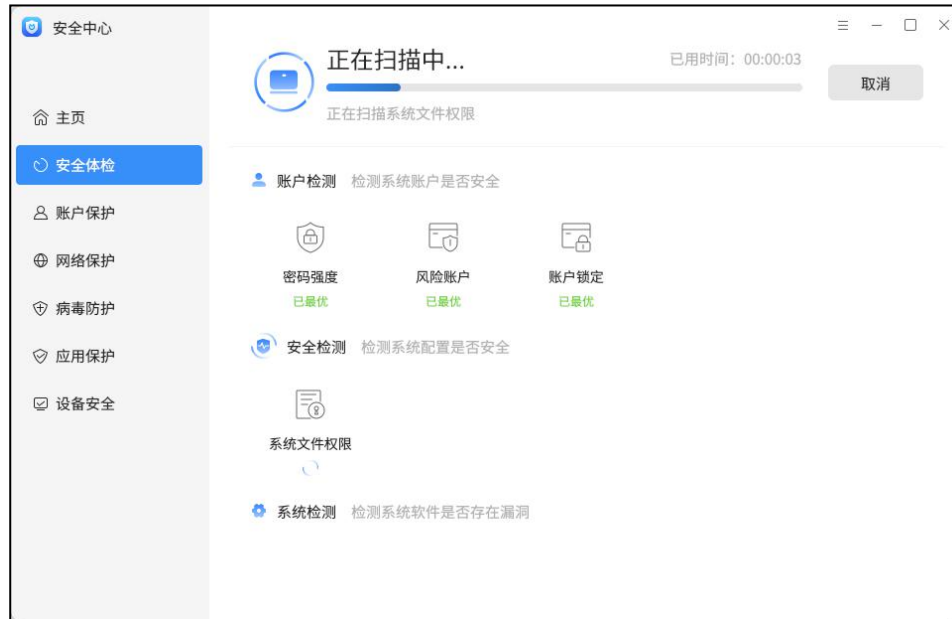 安全中心
主页
安全体检
账户保护
网络保护
病毒防护
应用保护
设备安全
正在扫描中...
已用时间：00:00:03
取消
正在扫描系统文件权限
账户检测 检测系统账户是否安全
密码强度 风险账户 账户锁定
已最优 已最优 已最优
安全检测 检测系统配置是否安全
系统文件权限
系统检测 检测系统软件是否存在漏洞